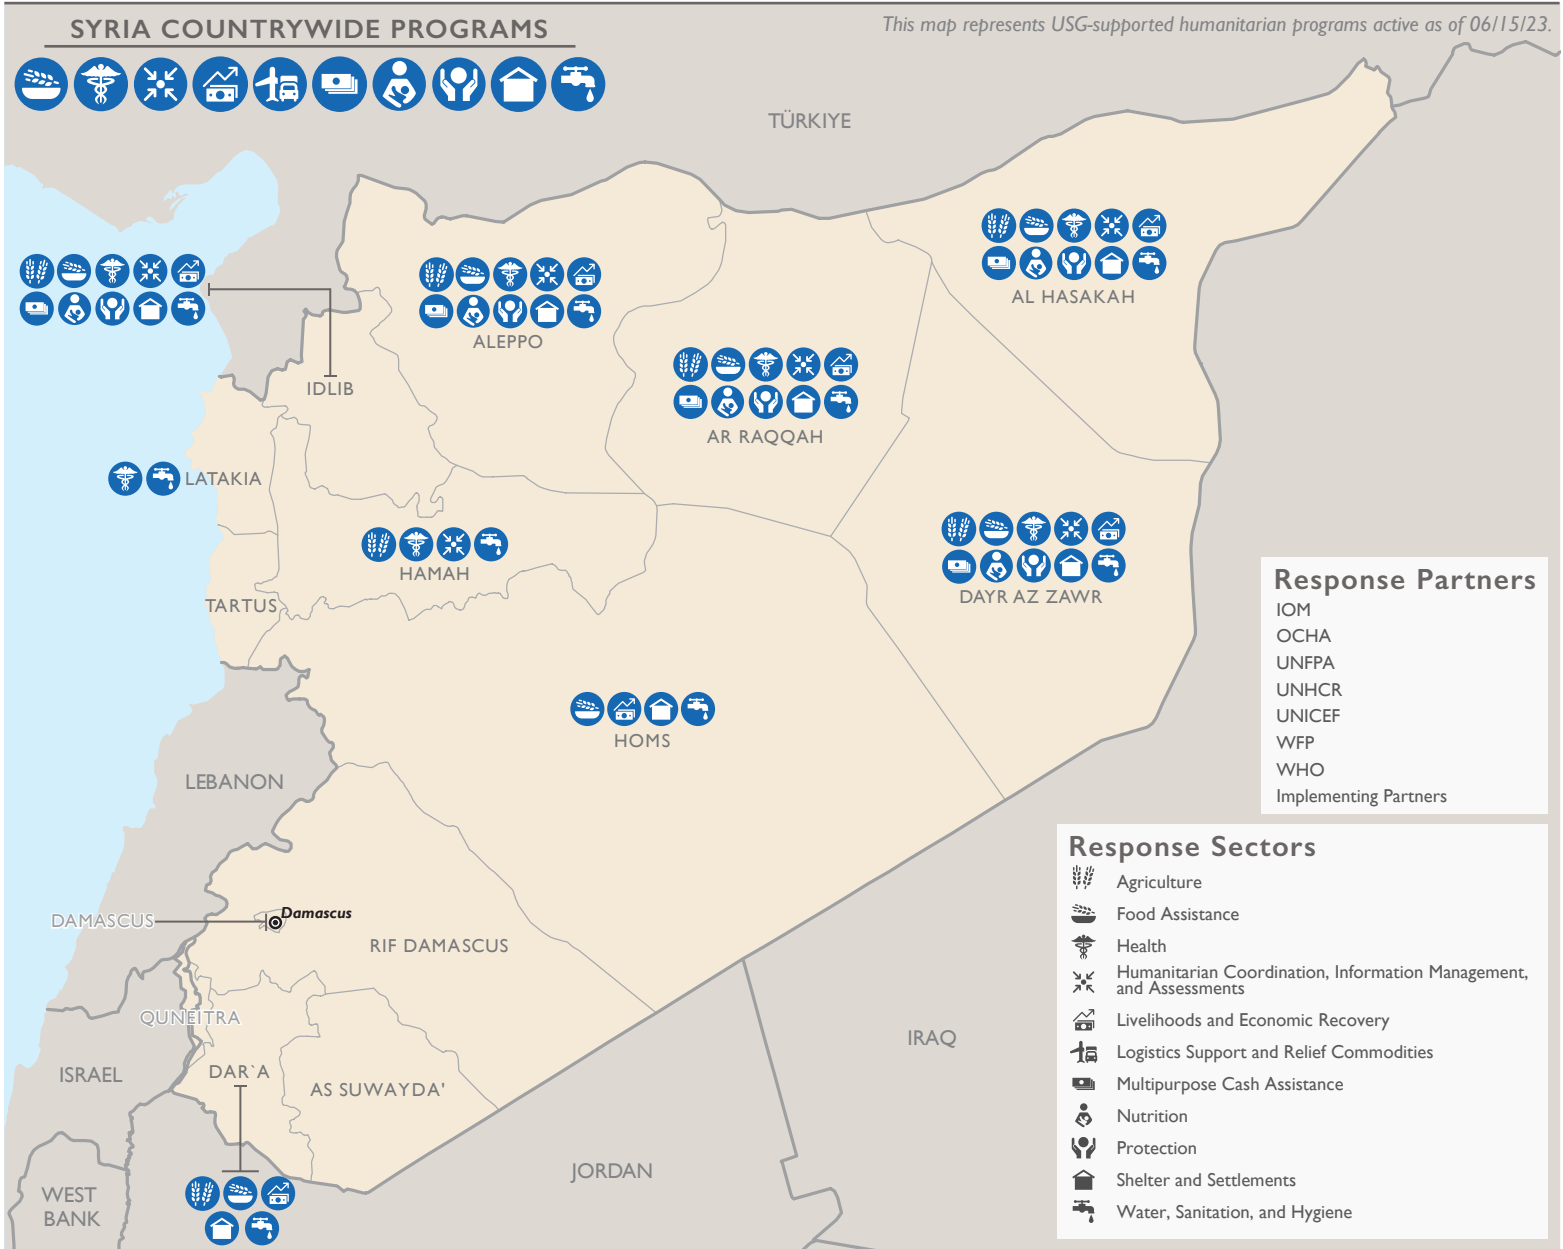 SYRIA COUNTRYWIDE PROGRAMS
This map represents USG-supported humanitarian programs active as of 06/15/23.
TÜRKIYE
AL HASAKAH
ALEPPO
IDLIB
AR RAQQAH
LATAKIA
HAMAH
DAYR AZ ZAWR
TARTUS
HOMS
LEBANON
DAMASCUS
Damascus
RIF DAMASCUS
QUNEITRA
IRAQ
ISRAEL
DAR`A
AS SUWAYDA'
JORDAN
WEST
BANK
Response Partners
IOM
OCHA
UNFPA
UNHCR
UNICEF
WFP
WHO
Implementing Partners
Response Sectors
Agriculture
Food Assistance
Health
Humanitarian Coordination, Information Management,
and Assessments
Livelihoods and Economic Recovery
Logistics Support and Relief Commodities
Multipurpose Cash Assistance
Nutrition
Protection
Shelter and Settlements
Water, Sanitation, and Hygiene